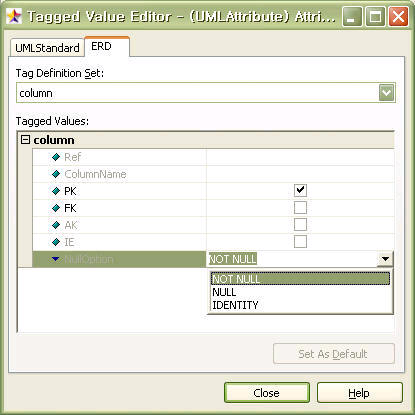 Tagged Value Editor - (UMLAttribute) Attri...
UMLStandard ERD
Tag Definition Set:
column
Tagged Values:
column
Ref
ColumnName
PK
FK
AK
IE
NullOption NOT NULL
NOT NULL
NULL
IDENTITY
Set As Default
Close Help